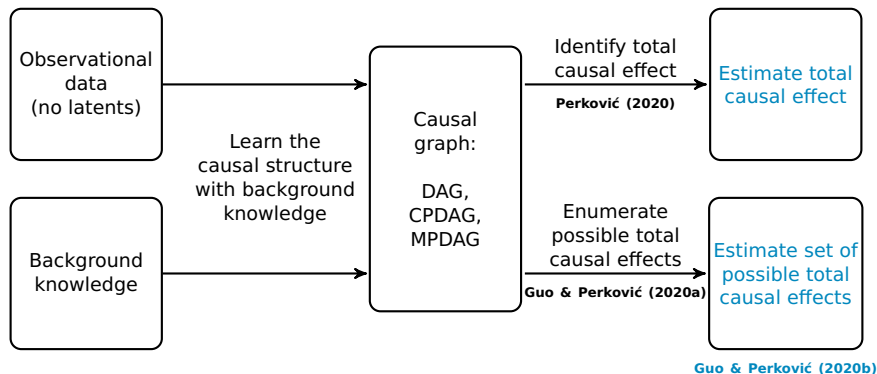 Observational
data
(no latents)
Background
knowledge
Learn the
causal structure
with background
knowledge
Causal
graph:
DAG,
CPDAG,
MPDAG
Identify total
causal effect
Perković (2020)
Estimate total
causal effect
Enumerate
possible total
causal effects
Guo & Perković (2020a)
Estimate set of
possible total
causal effects
Guo & Perković (2020b)